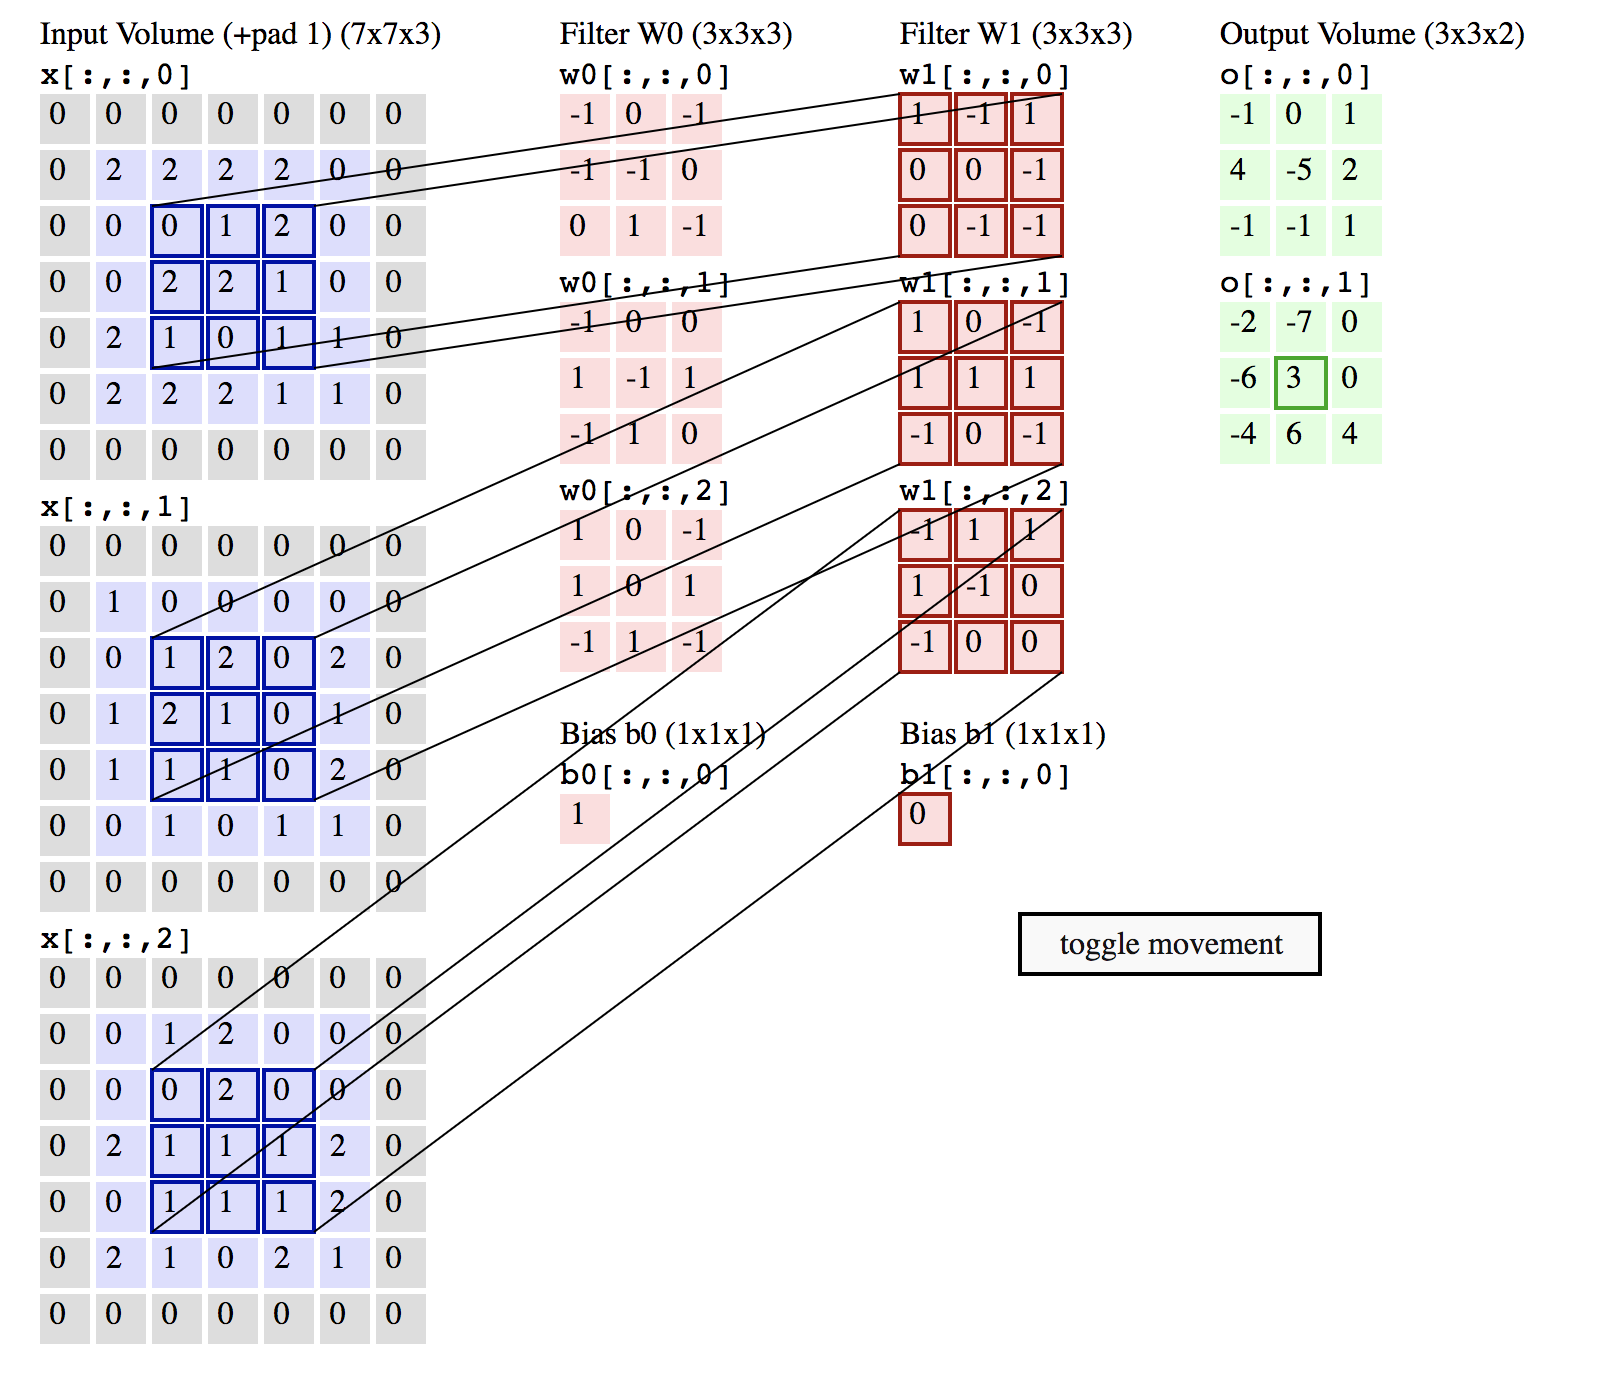 Input Volume (+pad 1) (7x7x3)
x[:,:,0]
0 0 0 0 0 0 0
0 2 2 2 2 0 0
0 0 0 1 2 0 0
0 0 2 2 1 0 0
0 2 1 0 1 1 0
0 2 2 2 1 1 0
0 0 0 0 0 0 0
x[:,:,1]
0 0 0 0 0 0 0
0 1 0 0 0 0 0
0 0 1 2 0 2 0
0 1 2 1 0 1 0
0 1 1 1 0 2 0
0 0 1 0 1 1 0
0 0 0 0 0 0 0
x[:,:,2]
0 0 0 0 0 0 0
0 0 1 2 0 0 0
0 0 0 2 0 0 0
0 2 1 1 1 2 0
0 0 1 1 1 2 0
0 2 1 0 2 1 0
0 0 0 0 0 0 0
Filter W0 (3x3x3)
w0[:,:,0]
-1 0 -1
-1 -1 0
0 1 -1
w0[:,:,1]
-1 0 0
1 -1 1
-1 1 0
w0[:,:,2]
1 0 -1
1 0 1
-1 1 -1
Bias b0 (1x1x1)
b0[:,:,0]
1
Filter W1 (3x3x3)
w1[:,:,0]
1 -1 1
0 0 -1
0 -1 -1
w1[:,:,1]
1 0 -1
1 1 1
-1 0 -1
w1[:,:,2]
-1 1 1
1 -1 0
-1 0 0
Bias b1 (1x1x1)
b1[:,:,0]
0
Output Volume (3x3x2)
o[:,:,0]
-1 0 1
4 -5 2
-1 -1 1
o[:,:,1]
-2 -7 0
-6 3 0
-4 6 4
toggle movement